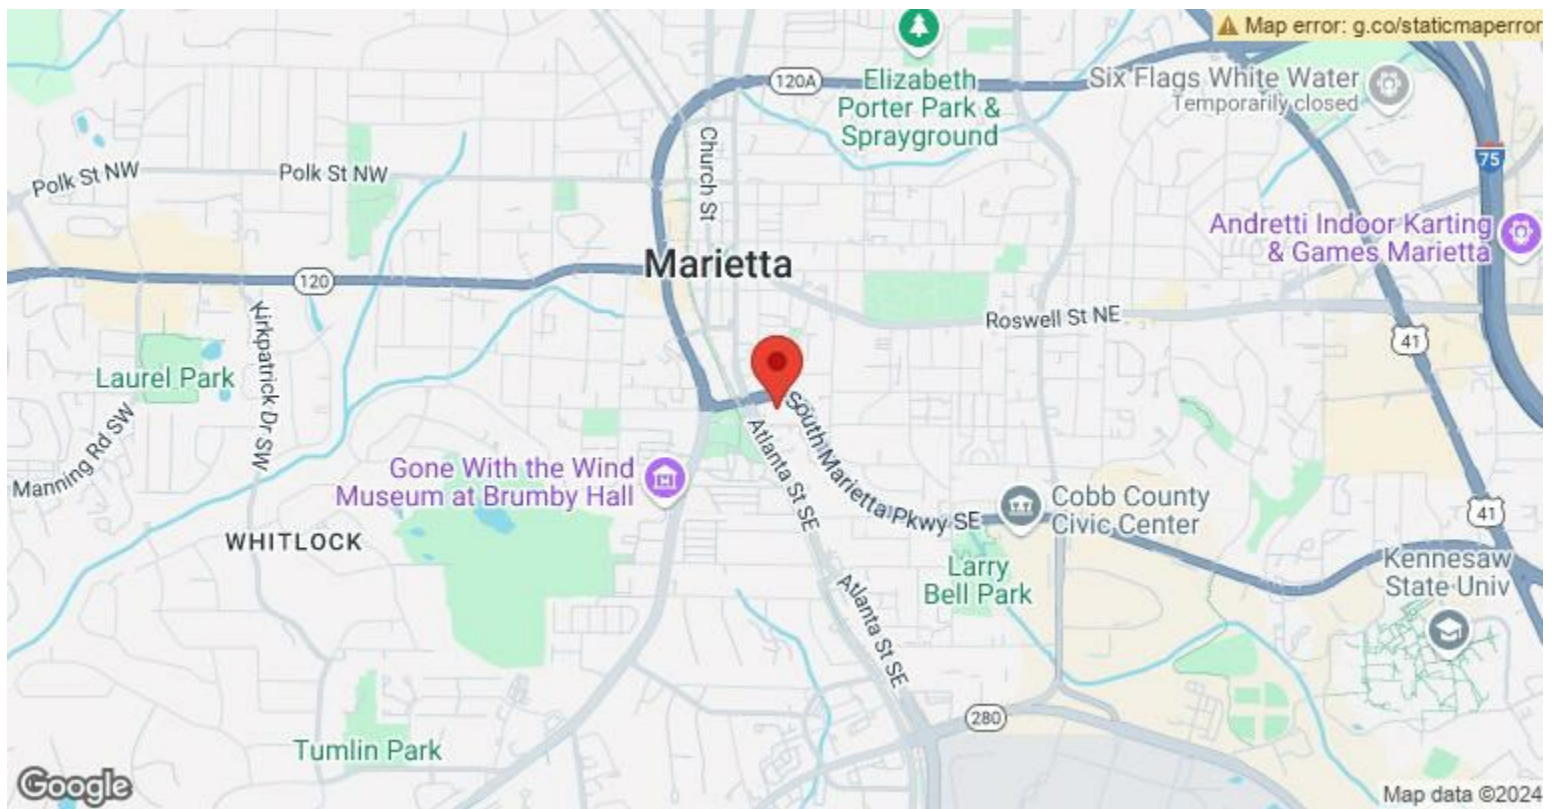 Map error: g.co/staticmaperror
120A
Elizabeth
Porter Park &
Sprayground
Six Flags White Water
Temporarily closed
75
Church St
Polk St NW
Polk St NW
Andretti Indoor Karting
& Games Marietta
Marietta
120
Roswell St NE
41
Kirkpatrick Dr SW
Laurel Park
Manning Rd SW
South Marietta Pkwy SE
Atlanta St SE
Gone With the Wind
Museum at Brumby Hall
Cobb County
Civic Center
41
WHITLOCK
Kennesaw
State Univ
Larry
Bell Park
Atlanta St SE
280
Tumlin Park
Google
Map data ©2024